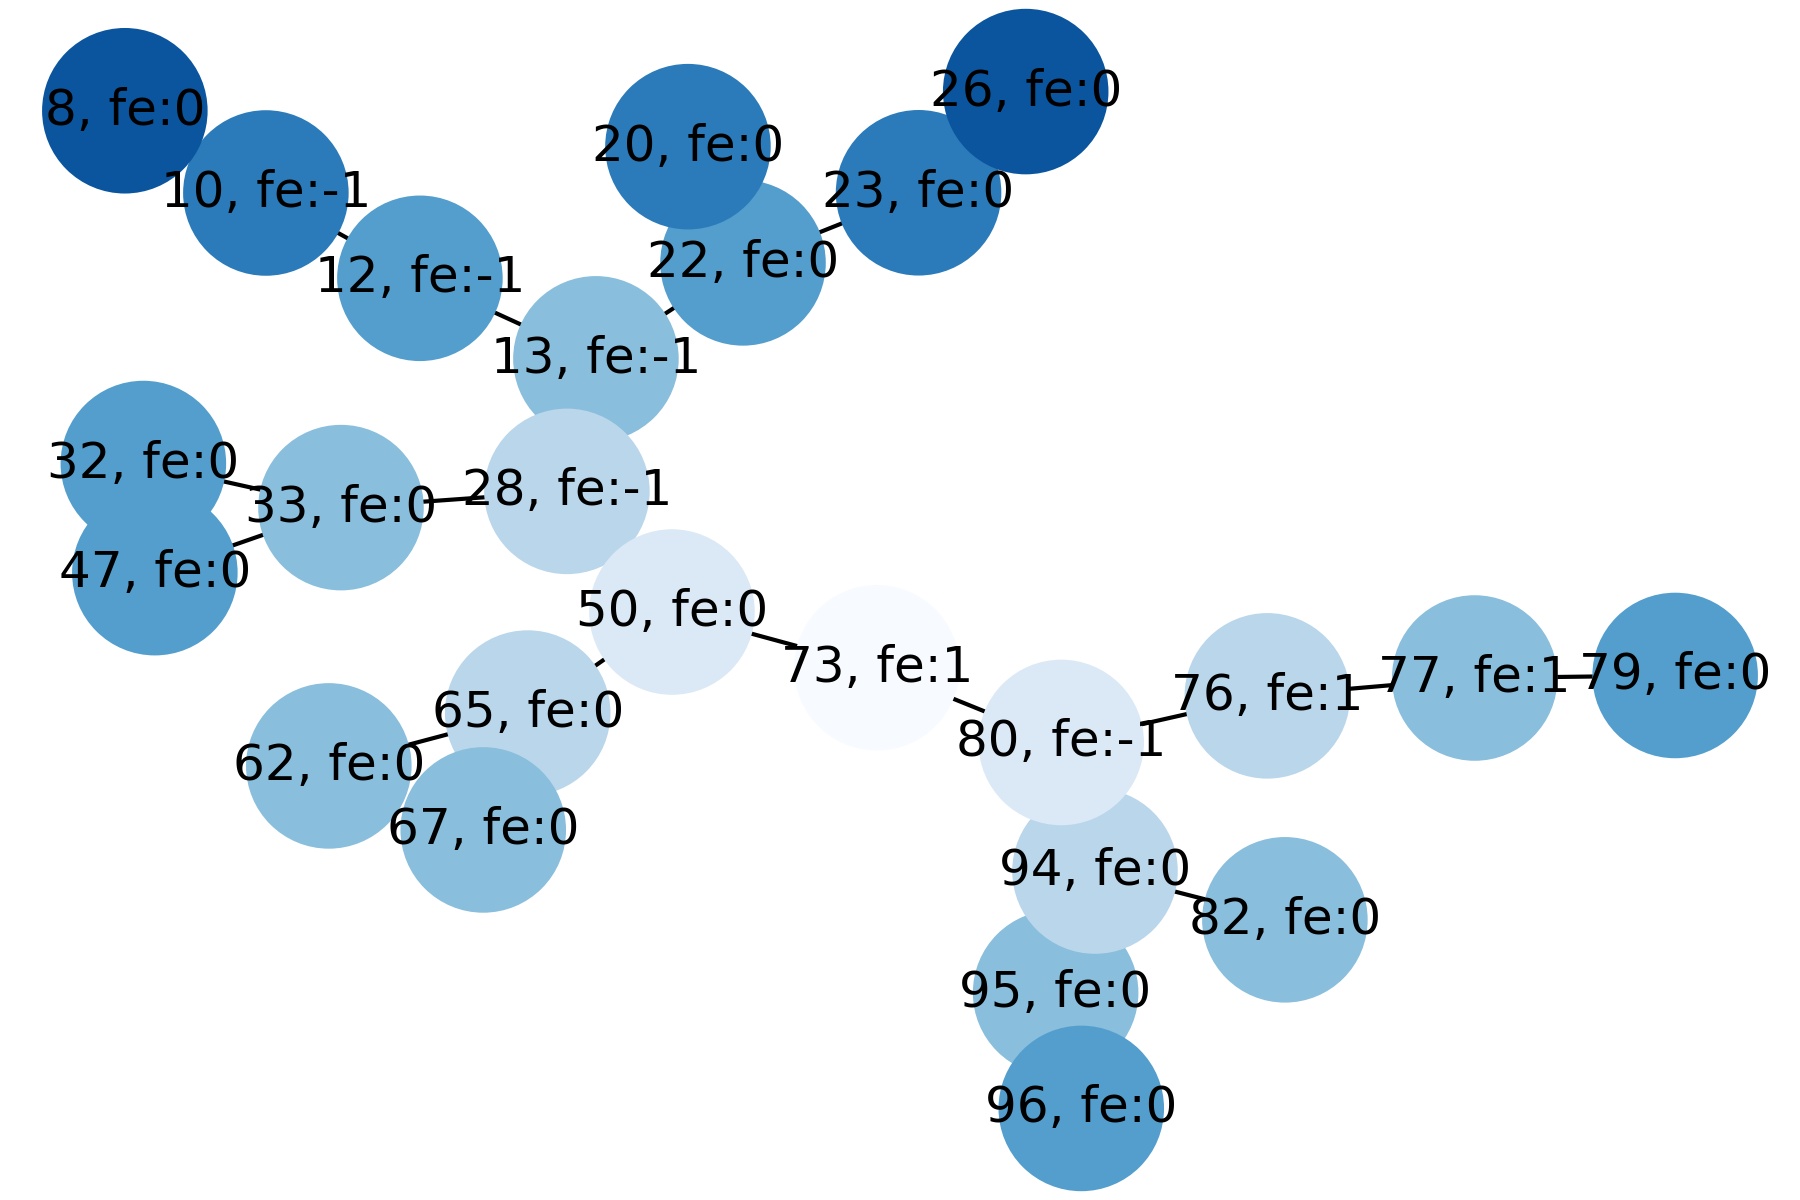 26, fe:0
8, fe:0
20, fe:0
10, fe:-1
23, fe:0
22, fe:0
12, fe:-1
13, fe:-1
32, fe:0
28, fe:-1
33, fe:0
47, fe:0
50, fe:0
73, fe:1
79, fe:0
77, fe:1
76, fe:1
65, fe:0
80, fe:-1
62, fe:0
67, fe:0
94, fe:0
82, fe:0
95, fe:0
96, fe:0